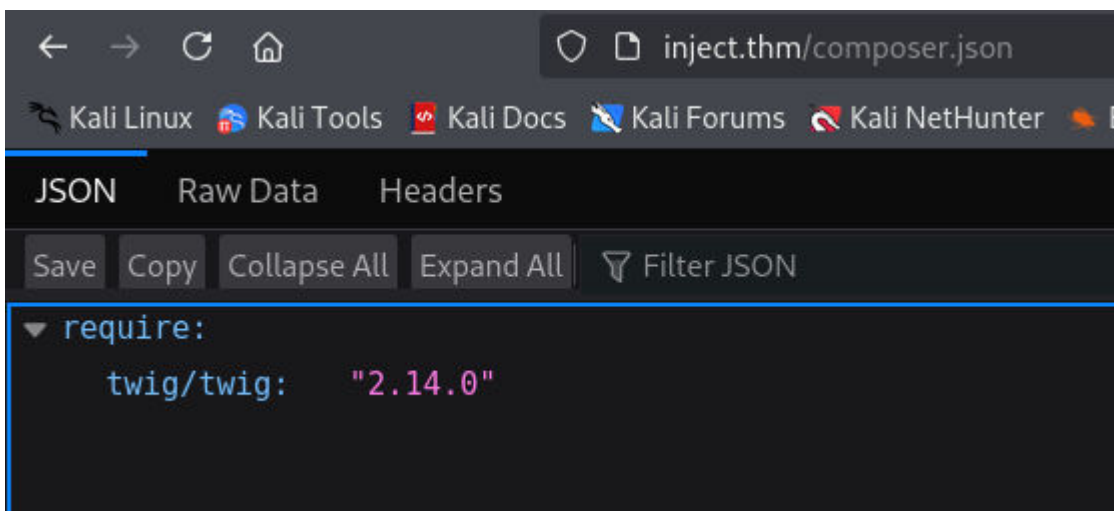 inject.thm/composer.json
Kali Linux Kali Tools Kali Docs Kali Forums Kali NetHunter
JSON Raw Data Headers
Save Copy Collapse All Expand All Filter JSON
require:
twig/twig: "2.14.0"